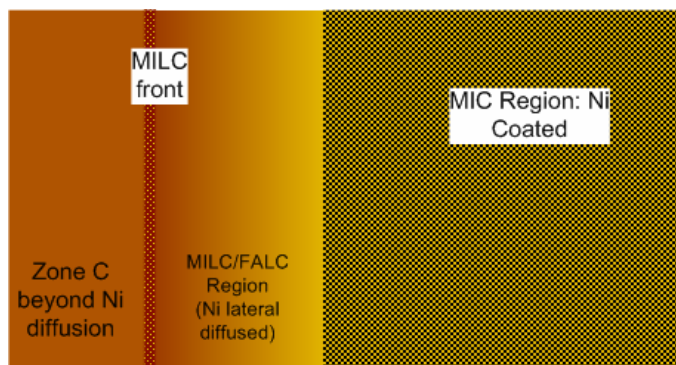 MILC
front
MIC Region: Ni
Coated
Zone C
beyond Ni
diffusion
MILC/FALC
Region
(Ni lateral
diffused)